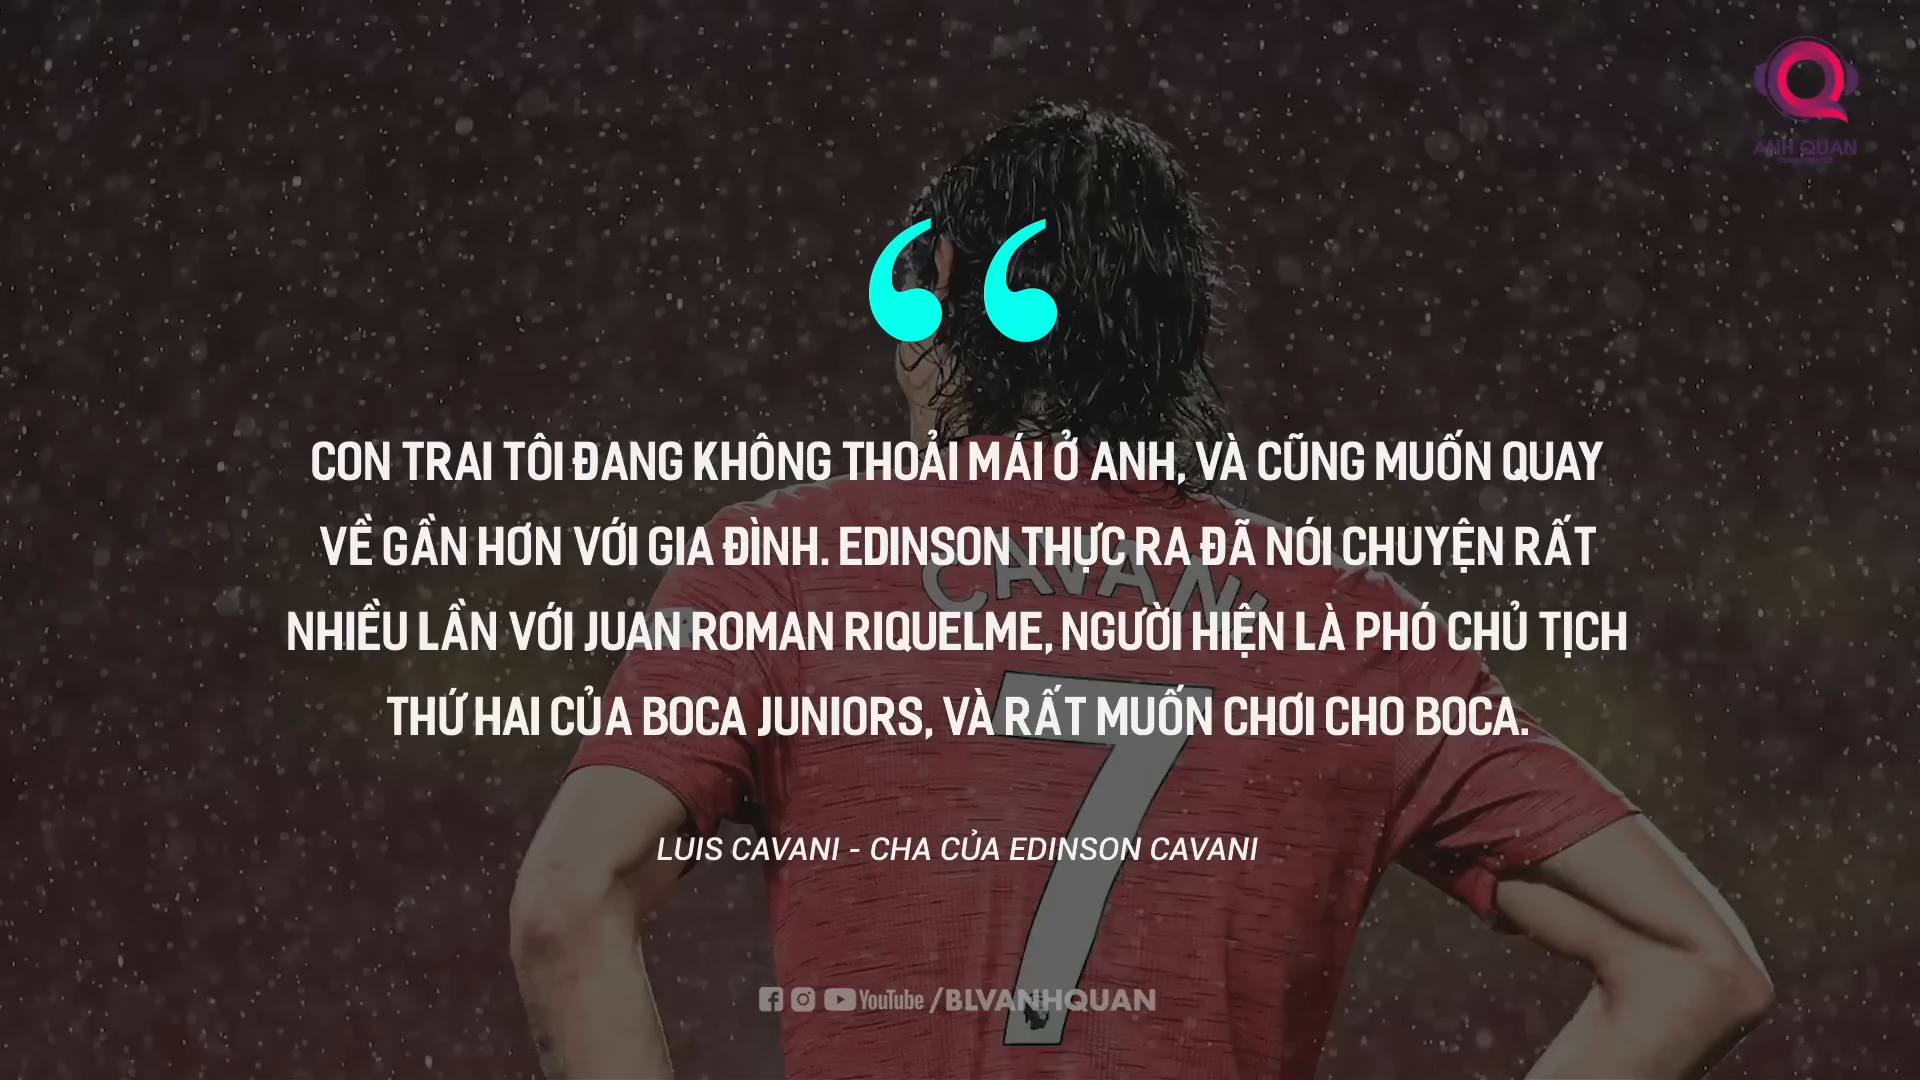 ANH QUAN
“
CON TRAI TÔI ĐANG KHÔNG THOẢI MÁI Ở ANH, VÀ CŨNG MUỐN QUAY
VỀ GẦN HƠN VỚI GIA ĐÌNH. EDINSON THỰC RA ĐÃ NÓI CHUYỆN RẤT
NHIỀU LẦN VỚI JUAN ROMAN RIQUELME, NGƯỜI HIỆN LÀ PHÓ CHỦ TỊCH
THỨ HAI CỦA BOCA JUNIORS, VÀ RẤT MUỐN CHƠI CHO BOCA.
CAVANI
7
LUIS CAVANI - CHA CỦA EDINSON CAVANI
YouTube /BLVANHQUAN